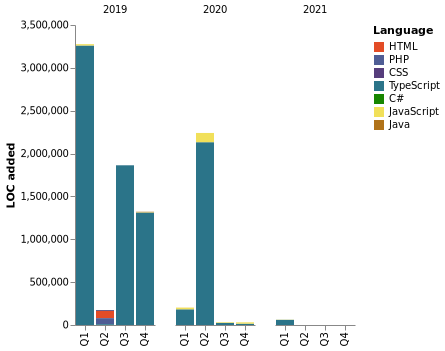 2019 2020 2021
Language
HTML
PHP
CSS
TypeScript
C#
JavaScript
Java
LOC added
3,500,000
3,000,000
2,500,000
2,000,000
1,500,000
1,000,000
500,000
0
Q1 Q2 Q3 Q4 Q1 Q2 Q3 Q4 Q1 Q2 Q3 Q4